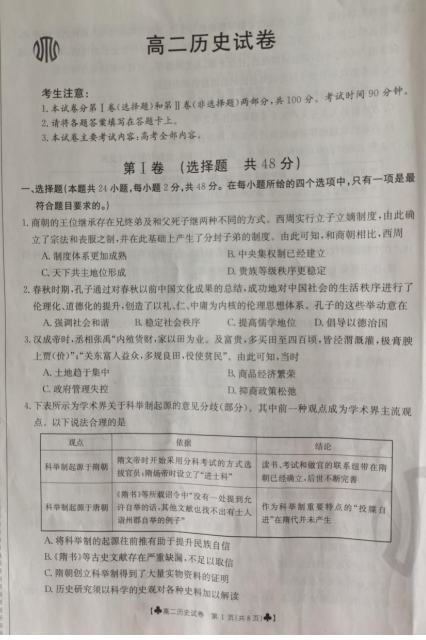 高二历史试卷
考生注意:
1.本试卷分第Ⅰ卷(选择题)和第Ⅱ卷(非选择题)两部分,共100分。考试时间90分钟。
2.请将各题答案填写在答题卡上。
3.本试卷主要考试内容:高考全部内容。
第Ⅰ卷 (选择题 共48分)
一、选择题(本题共24小题,每小题2分,共48分。在每小题所给的四个选项中,只有一项是最
符合题目要求的。)
1.商朝的王位继承存在兄终弟及和父死子继两种不同的方式。西周实行立子立嫡制度,由此确
立了宗法和丧服之制,并在此基础上产生了分封子弟的制度。由此可知,和商朝相比,西周
A.制度体系更加成熟 B.中央集权制已经建立
C.天下共主地位形成 D.贵族等级秩序更稳定
2.春秋时期,孔子通过对春秋以前中国文化成果的总结,成功地对中国社会的生活秩序进行了
伦理化、道德化的提升,创造了以礼、仁、中庸为内核的伦理思想体系。孔子的这些举动意在
A.强调社会和谐 B.稳定社会秩序 C.提高儒学地位 D.倡导以德治国
3.汉成帝时,丞相张禹“内殖货财,家以田为业。及富贵,多买田至四百顷,皆泾渭溉灌,极膏腴
上贾(价)”;“关东富人益众,多规良田,役使贫民”。由此可知,当时
A.土地趋于集中 B.商品经济繁荣
C.政府管理失控 D.抑商政策松弛
4.下表所示为学术界关于科举制起源的意见分歧(部分)。其中前一种观点成为学术界主流观
点。以下说法合理的是
观点 依据 结论
科举制起源于隋朝 隋文帝时开始采用分科考试的方式选
拔官员;隋炀帝时设立了“进士科” 读书、考试和做官的联系纽带在隋
朝已经确立,后世不断完善
科举制起源于唐朝 《隋书》等所载诏令中“没有一处提到允
许自举的话,其他文献也找不出有士人
诣州郡自举的例子” 作为科举制重要特点的“投牒自
进”在隋代并未产生
A.将科举制的起源往前推有助于提升民族自信
B.《隋书》等古史文献存在严重缺漏,不足以取信
C.隋朝创立科举制得到了大量实物资料的证明
D.历史研究须以科学的史观对各种史料加以解读
【♣高二历史试卷 第1页(共8页)♣】